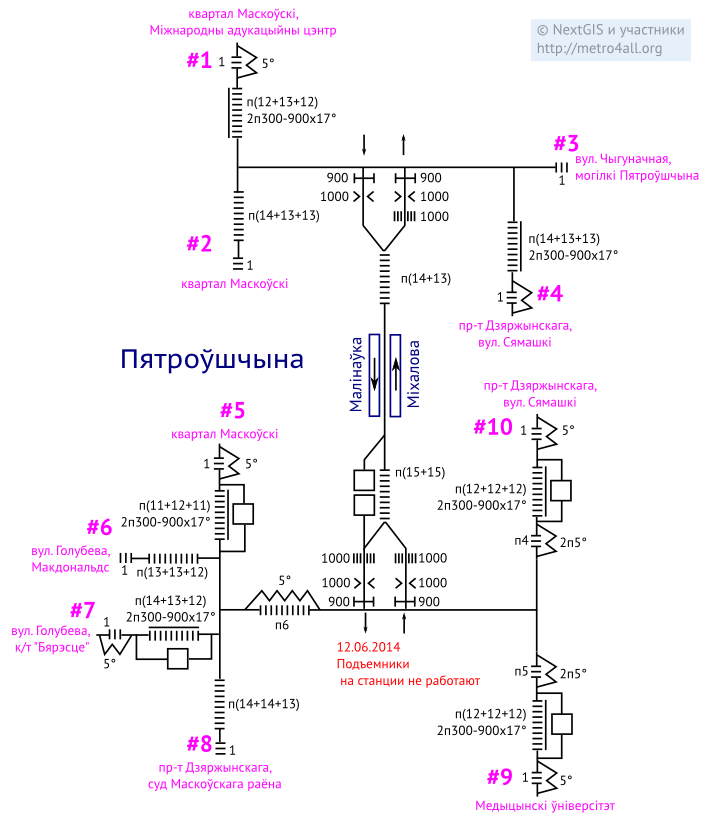 квартал Маскоўскі,
Міжнародны адукацыйны цэнтр
© NextGIS и участники
http://metro4all.org
#1
1
5°
п(12+13+12)
2п300-900x17°
#3
вул. Чыгуначная,
могілкі Пятроўшчына
1
900
900
1000
1000
1000
п(14+13+13)
#2
1
квартал Маскоўскі
п(14+13+13)
2п300-900x17°
п(14+13)
1
#4
пр-т Дзяржынскага,
вул. Сямашкі
Пятроўшчына
Малінаўка
Міхалова
пр-т Дзяржынскага,
вул. Сямашкі
#5
квартал Маскоўскі
1
5°
#10
1
5°
п(15+15)
п(11+12+11)
2п300-900x17°
п(12+12+12)
2п300-900x17°
#6
вул. Голубева,
Макдональдс
1
п(13+13+12)
п4
2п5°
1000
1000
1000
1000
900
900
5°
п6
п(14+13+12)
2п300-900x17°
#7
вул. Голубева,
к/т "Бярэсце"
1
5°
12.06.2014
Подъемники
на станции не работают
п5
2п5°
п(14+14+13)
п(12+12+12)
2п300-900x17°
#8
1
пр-т Дзяржынскага,
суд Маскоўскага раёна
#9
1
5°
Медыцынскі ўніверсітэт